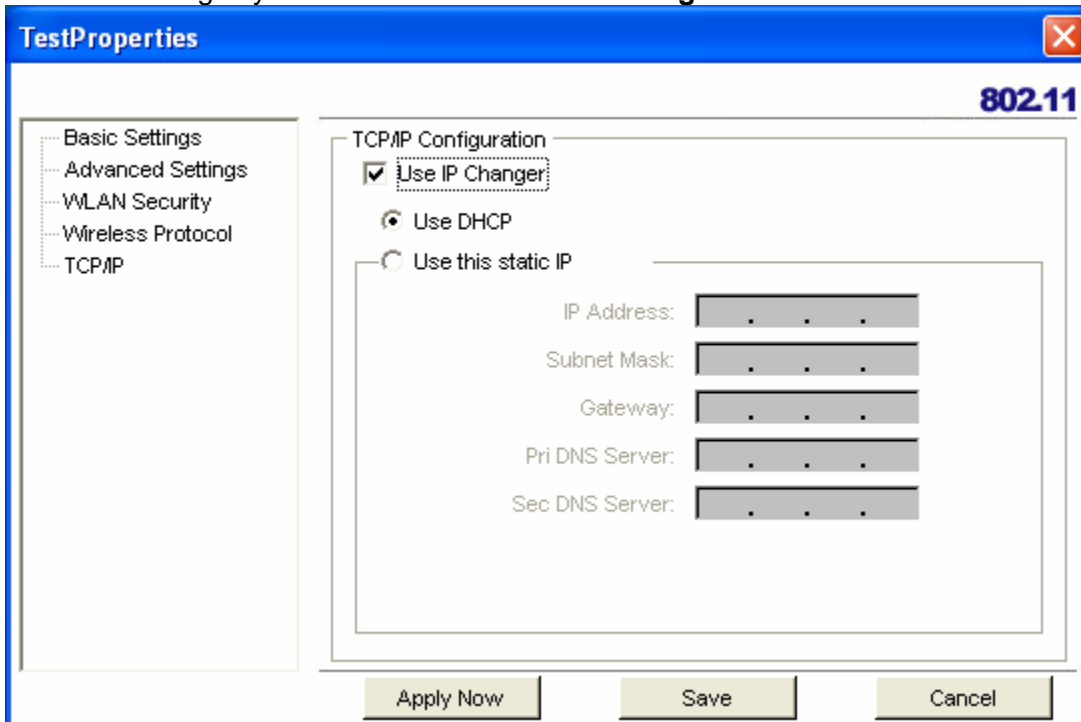 TestProperties
802.11
Basic Settings
Advanced Settings
WLAN Security
Wireless Protocol
TCP/IP
TCP/IP Configuration
Use IP Changer
Use DHCP
Use this static IP
IP Address: . . .
Subnet Mask: . . .
Gateway: . . .
Pri DNS Server: . . .
Sec DNS Server: . . .
Apply Now Save Cancel